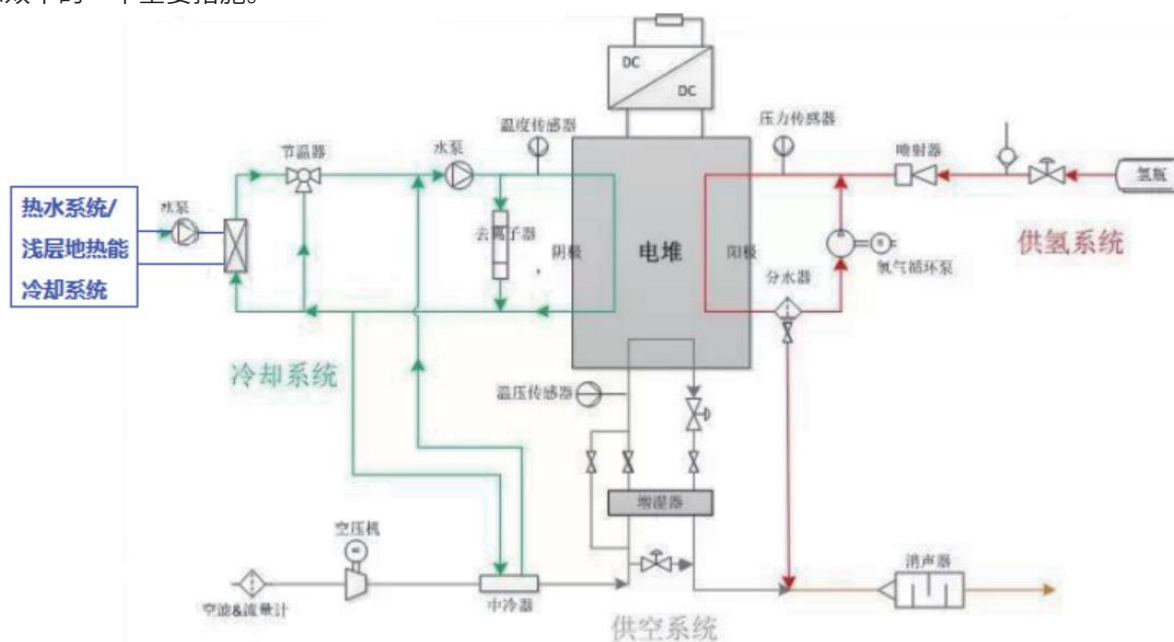 DC
DC
温度传感器
压力传感器
节温器
水泵
喷射器
氢瓶
热水系统/
浅层地热能
冷却系统
水泵
去离子器
阴极
电堆
阳极
供氢系统
氢气循环泵
分水器
冷却系统
温压传感器
增湿器
空压机
消声器
空滤&流量计
中冷器
供空系统